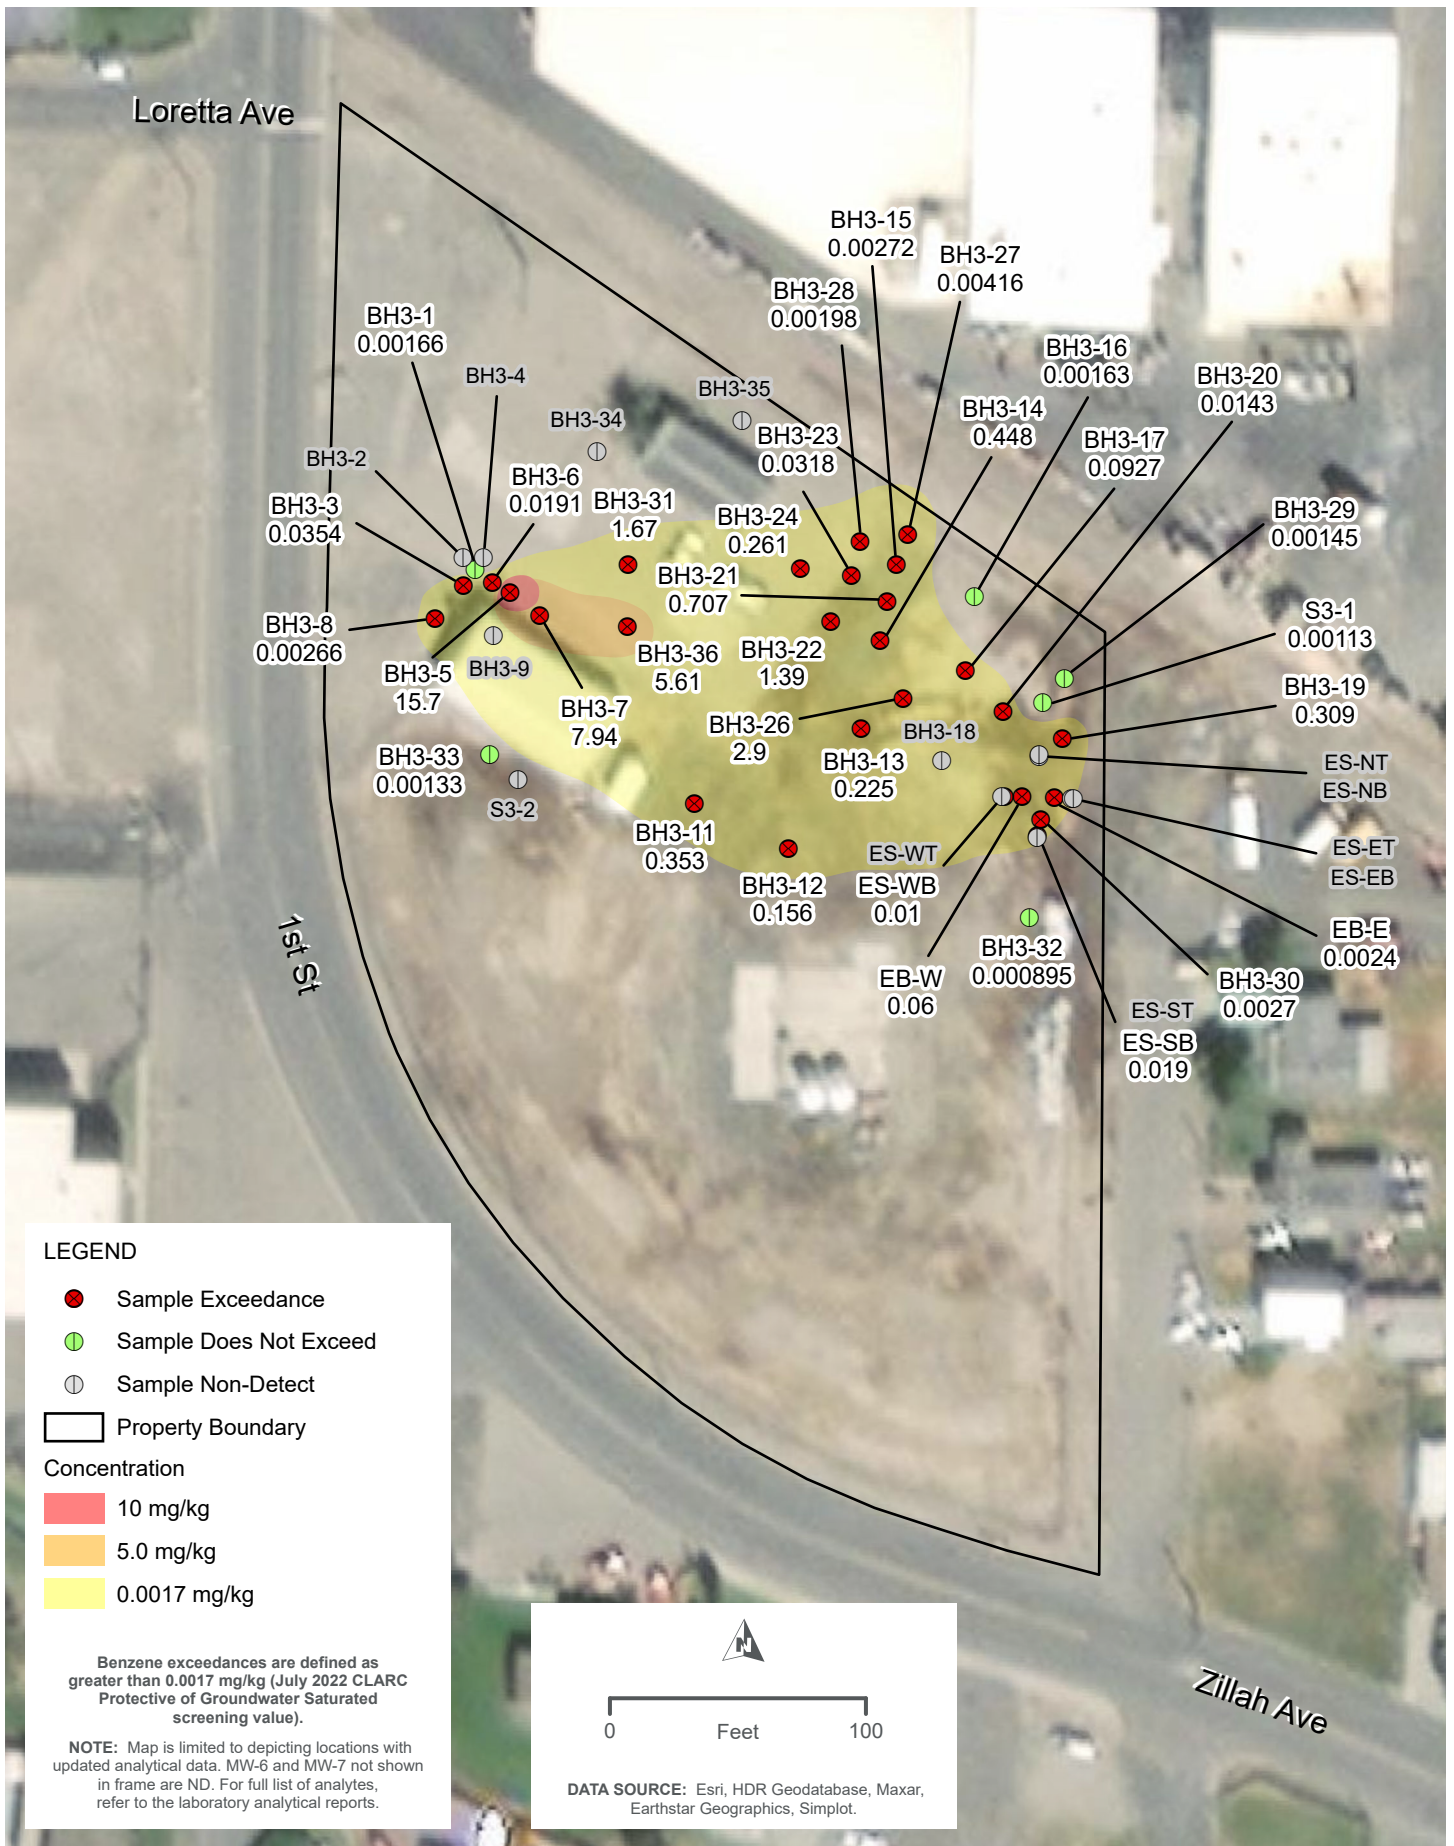 Loretta Ave
BH3-15
0.00272
BH3-27
0.00416
BH3-28
0.00198
BH3-1
0.00166
BH3-16
0.00163
BH3-4
BH3-20
0.0143
BH3-35
BH3-14
0.448
BH3-34
BH3-23
0.0318
BH3-17
0.0927
BH3-2
BH3-6
0.0191
BH3-3
0.0354
BH3-31
1.67
BH3-24
0.261
BH3-29
0.00145
BH3-21
0.707
S3-1
0.00113
BH3-8
0.00266
BH3-5
15.7
BH3-9
BH3-36
5.61
BH3-22
1.39
BH3-19
0.309
BH3-7
7.94
BH3-26
2.9
BH3-18
BH3-33
0.00133
BH3-13
0.225
ES-NT
ES-NB
S3-2
BH3-11
0.353
ES-WT
ES-WB
0.01
ES-ET
ES-EB
BH3-12
0.156
1st St
EB-W
0.06
BH3-32
0.000895
EB-E
0.0024
BH3-30
0.0027
ES-ST
ES-SB
0.019
LEGEND
Sample Exceedance
Sample Does Not Exceed
Sample Non-Detect
Property Boundary
Concentration
10 mg/kg
5.0 mg/kg
0.0017 mg/kg
Benzene exceedances are defined as
greater than 0.0017 mg/kg (July 2022 CLARC
Protective of Groundwater Saturated
screening value).
NOTE: Map is limited to depicting locations with
updated analytical data. MW-6 and MW-7 not shown
in frame are ND. For full list of analytes,
refer to the laboratory analytical reports.
N
0 Feet 100
DATA SOURCE: Esri, HDR Geodatabase, Maxar,
Earthstar Geographics, Simplot.
Zillah Ave